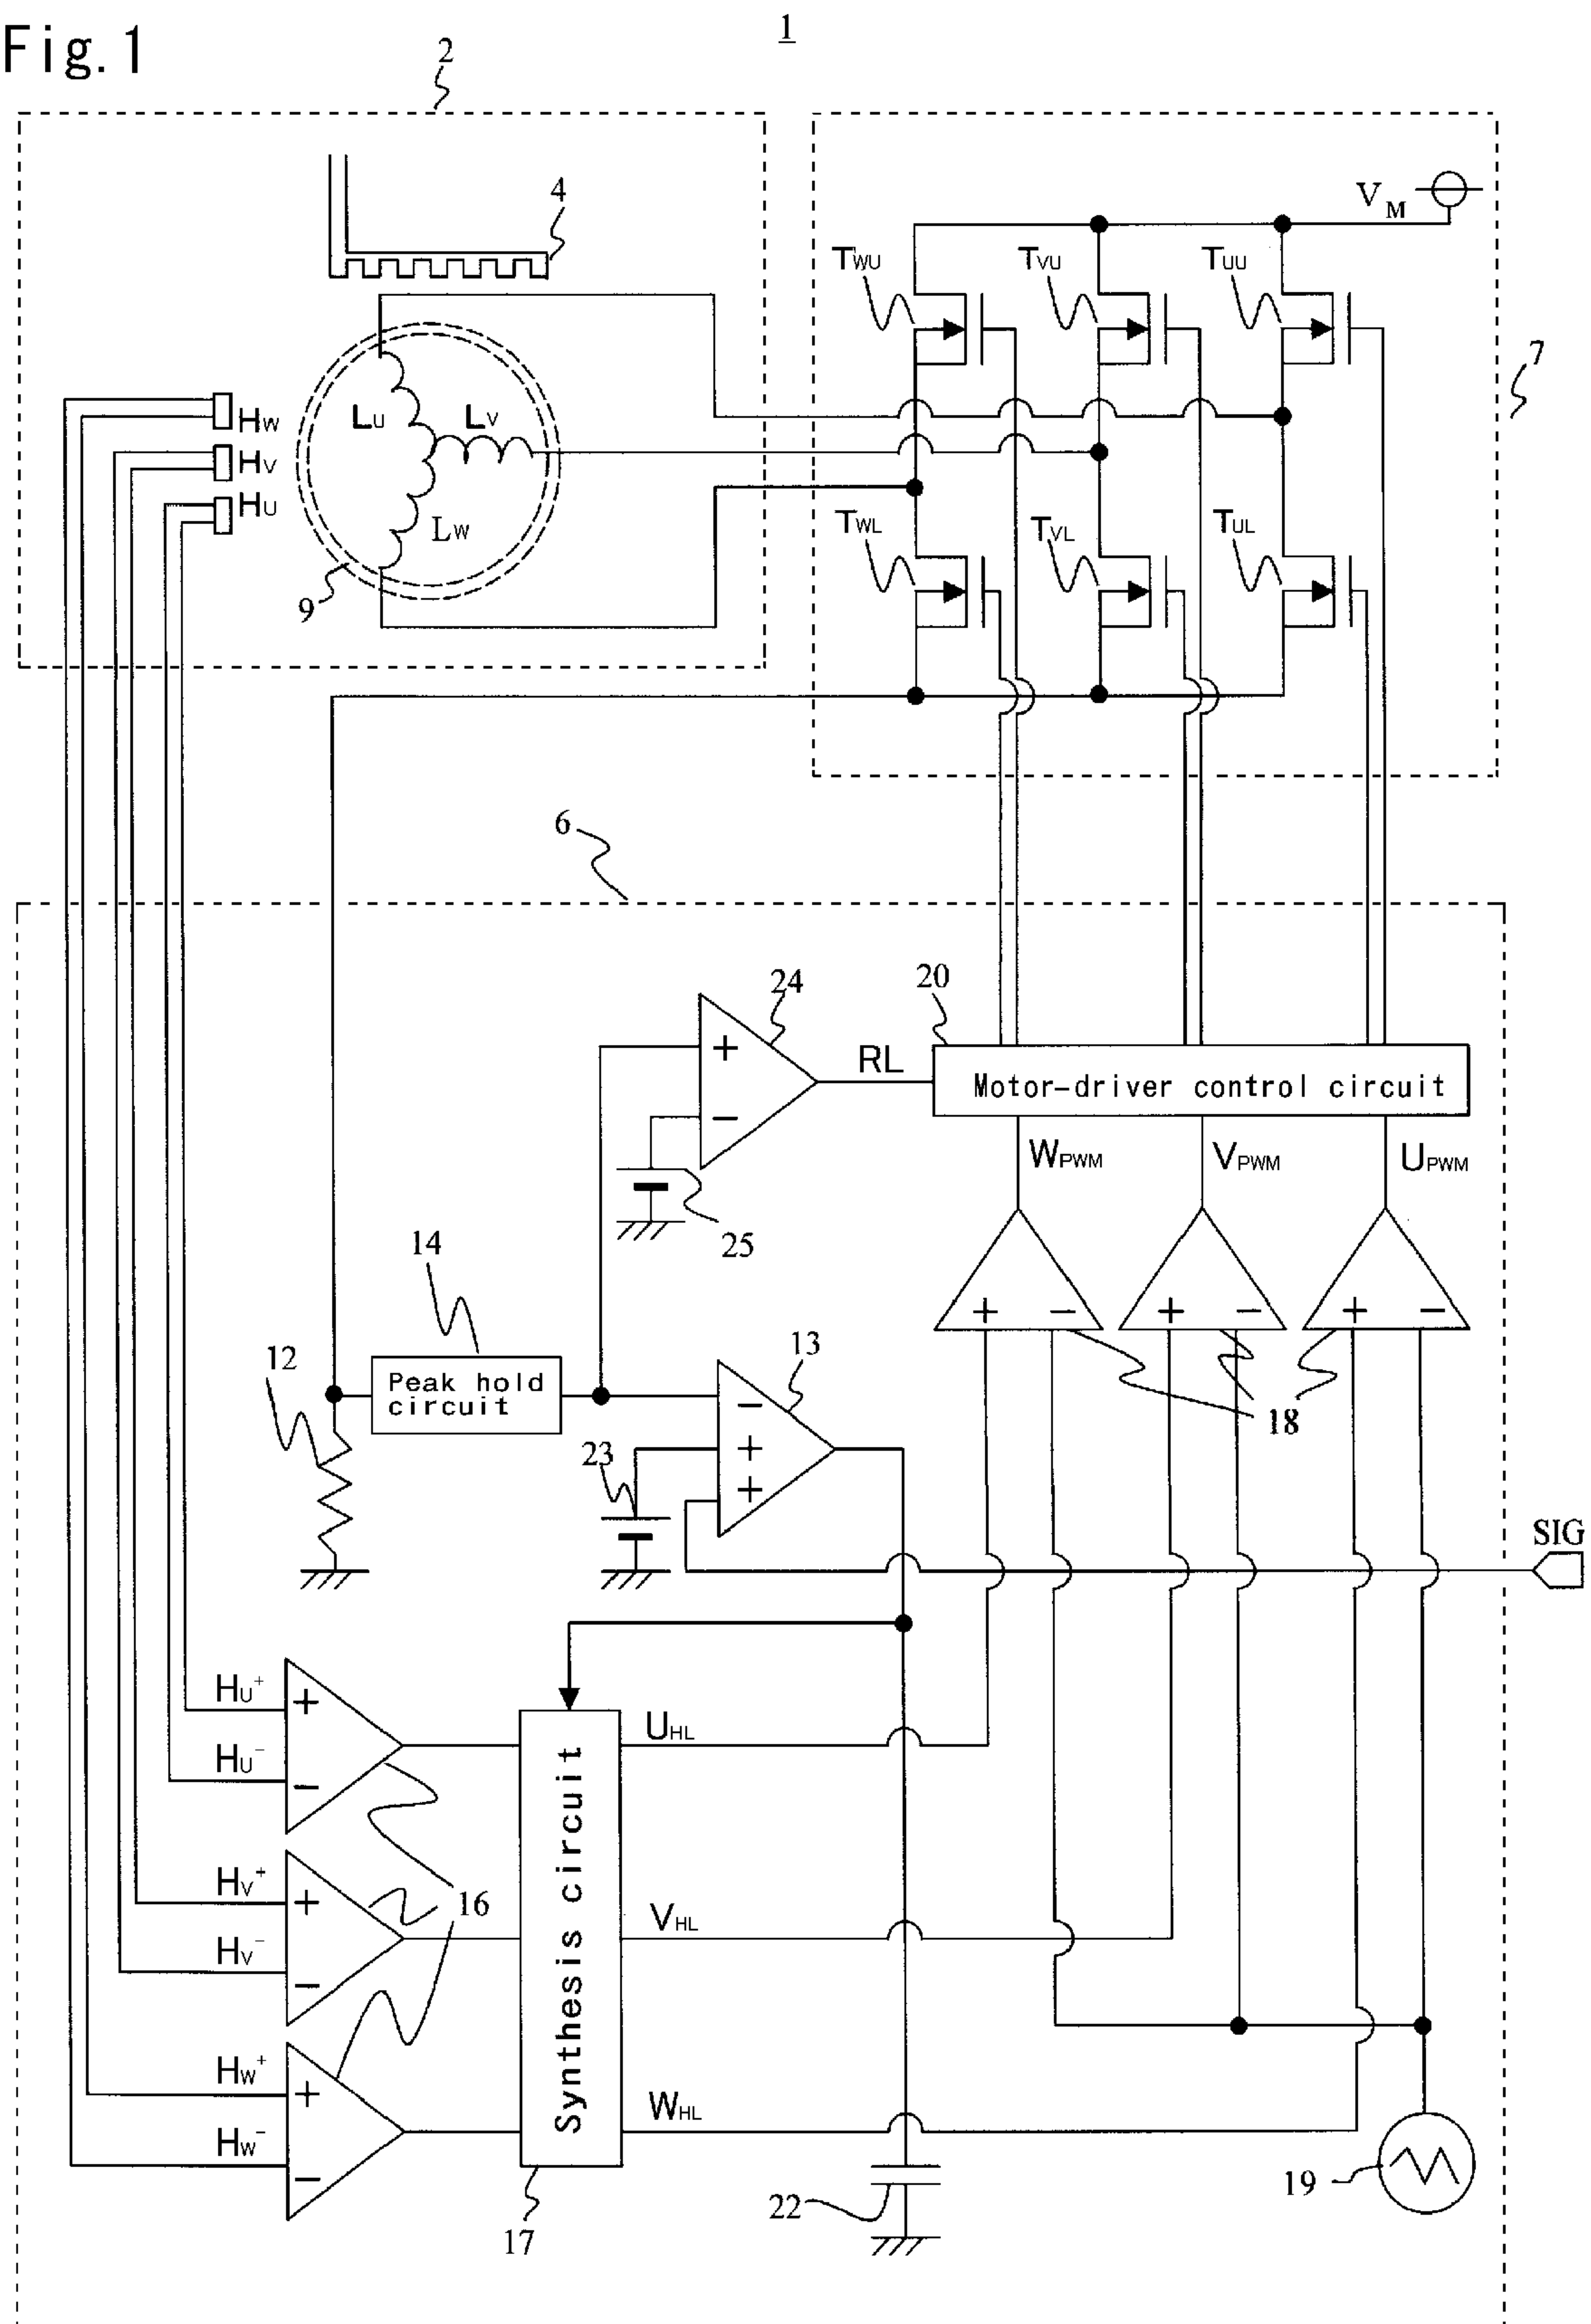 Fig.1
1
2
4
VM
TWU
TVU
TUU
7
HW
HV
HU
LU
LV
LW
9
TWL
TVL
TUL
6
24
20
+
−
RL
Motor-driver control circuit
WPWM
VPWM
UPWM
25
14
+ −
+ −
+ −
12
Peak hold
circuit
13
−
+
+
18
23
SIG
HU+
+
HU−
−
UHL
HV+
+
16
HV−
−
VHL
Synthesis circuit
HW+
+
HW−
−
WHL
19
22
17